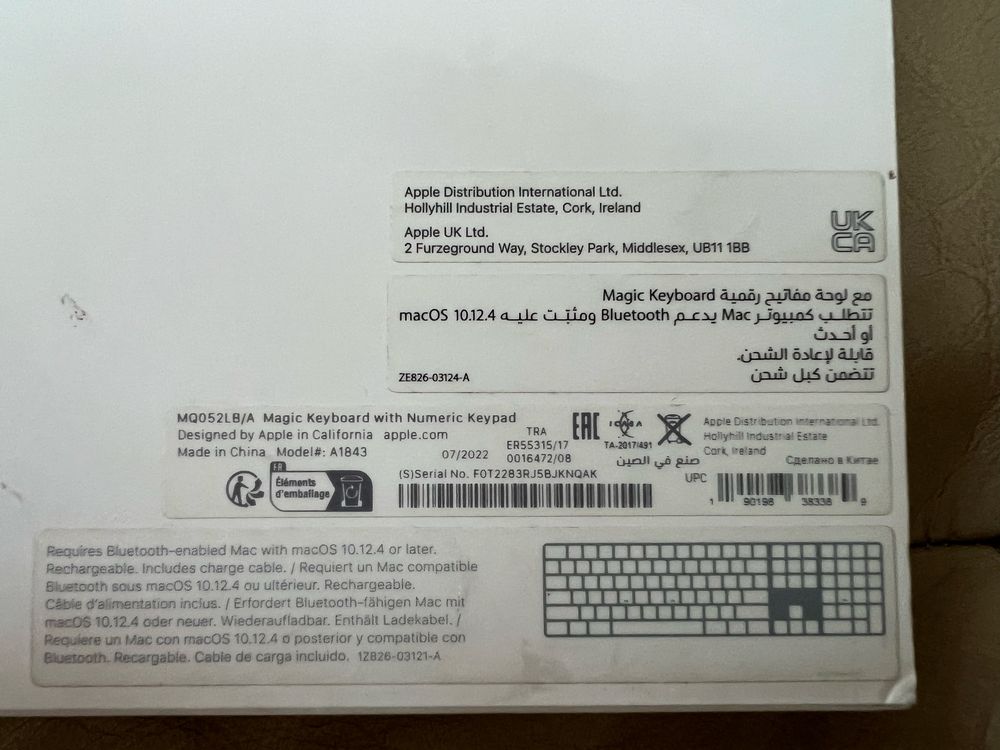 Apple Distribution International Ltd.
Hollyhill Industrial Estate, Cork, Ireland
Apple UK Ltd.
2 Furzeground Way, Stockley Park, Middlesex, UB11 1BB
UK
CA
مع لوحة مفاتيح رقمية Magic Keyboard
تتطلب كمبيوتر Mac يدعم Bluetooth ومثبّت عليه macOS 10.12.4
أو أحدث
قابلة لإعادة الشحن.
تتضمن كبل شحن
ZE826-03124-A
MQ052LB/A Magic Keyboard with Numeric Keypad
Designed by Apple in California apple.com
Made in China Model#: A1843
07/2022
TRA
ER55315/17
0016472/08
EAC
TA-2017/491
صنع في الصين
Apple Distribution International Ltd.
Hollyhill Industrial Estate
Cork, Ireland
Сделано в Китае
FR
Éléments
d'emballage
(S)Serial No. F0T2283RJ5BJKNQAK
UPC
1 90198 38338 9
Requires Bluetooth-enabled Mac with macOS 10.12.4 or later.
Rechargeable. Includes charge cable. / Requiert un Mac compatible
Bluetooth sous macOS 10.12.4 ou ultérieur. Rechargeable.
Câble d'alimentation inclus. / Erfordert Bluetooth-fähigen Mac mit
macOS 10.12.4 oder neuer. Wiederaufladbar. Enthält Ladekabel. /
Requiere un Mac con macOS 10.12.4 o posterior y compatible con
Bluetooth. Recargable. Cable de carga incluido. 1Z826-03121-A